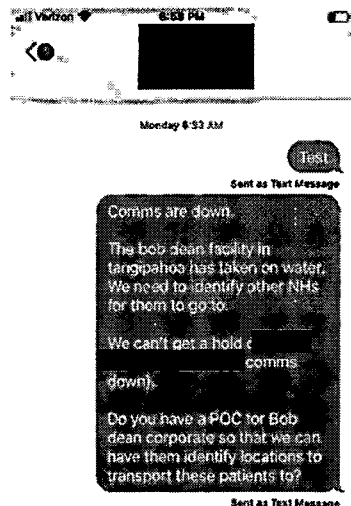 Verizon 6:53 PM
Monday 6:33 AM
Test
Sent as Text Message
Comms are down.
The bob dean facility in
tangipahoa has taken on water.
We need to identify other NHs
for them to go to.
We can't get a hold
comms
down).
Do you have a POC for Bob
dean corporate so that we can
have them identify locations to
transport these patients to?
Sent as Text Message